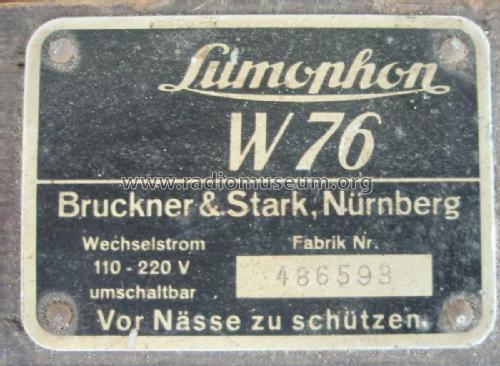 Lumophon
W 76
www.radiomuseum.org
Bruckner & Stark, Nürnberg
Wechselstrom Fabrik Nr.
110 - 220 V 486593
umschaltbar
Vor Nässe zu schützen.